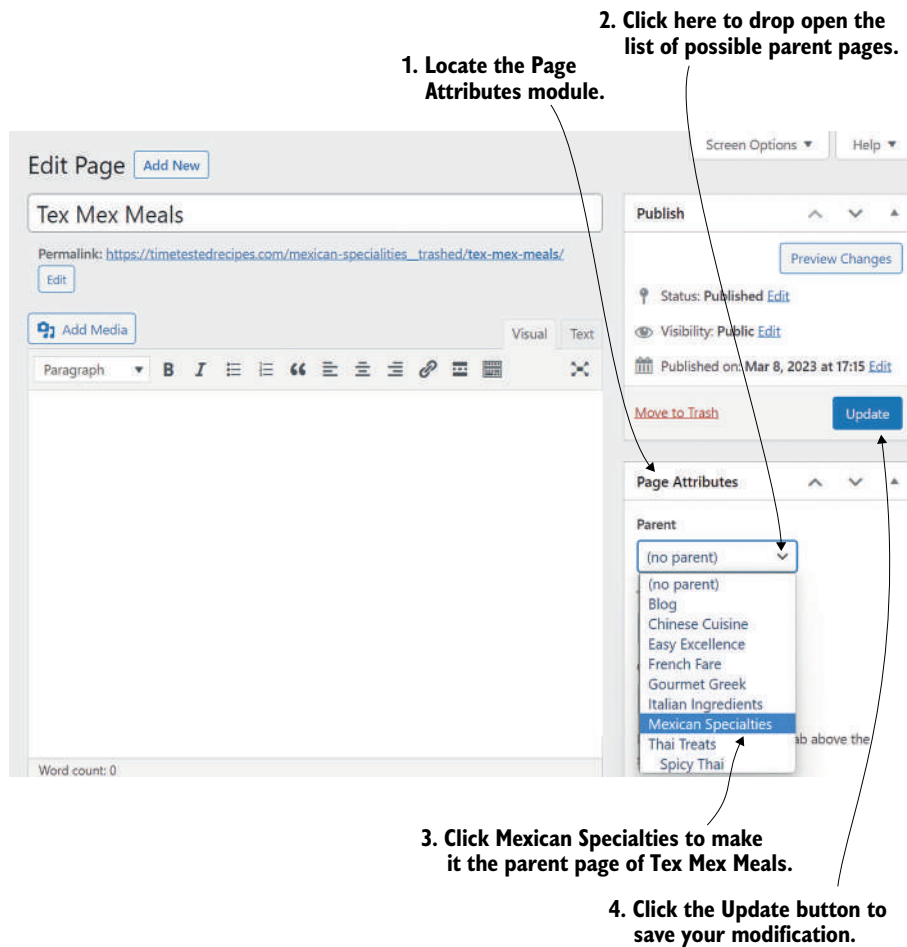 2. Click here to drop open the
list of possible parent pages.
1. Locate the Page
Attributes module.
Screen Options
Help
Edit Page
Add New
Tex Mex Meals
Permalink: https://timetestedrecipes.com/mexican-specialities__trashed/tex-mex-meals/
Edit
Add Media
Visual
Text
Paragraph
B
I
Word count: 0
Publish
Preview Changes
Status: Published Edit
Visibility: Public Edit
Published on: Mar 8, 2023 at 17:15 Edit
Move to Trash
Update
Page Attributes
Parent
(no parent)
(no parent)
Blog
Chinese Cuisine
Easy Excellence
French Fare
Gourmet Greek
Italian Ingredients
Mexican Specialties
Thai Treats
ab above the
Spicy Thai
3. Click Mexican Specialties to make
it the parent page of Tex Mex Meals.
4. Click the Update button to
save your modification.